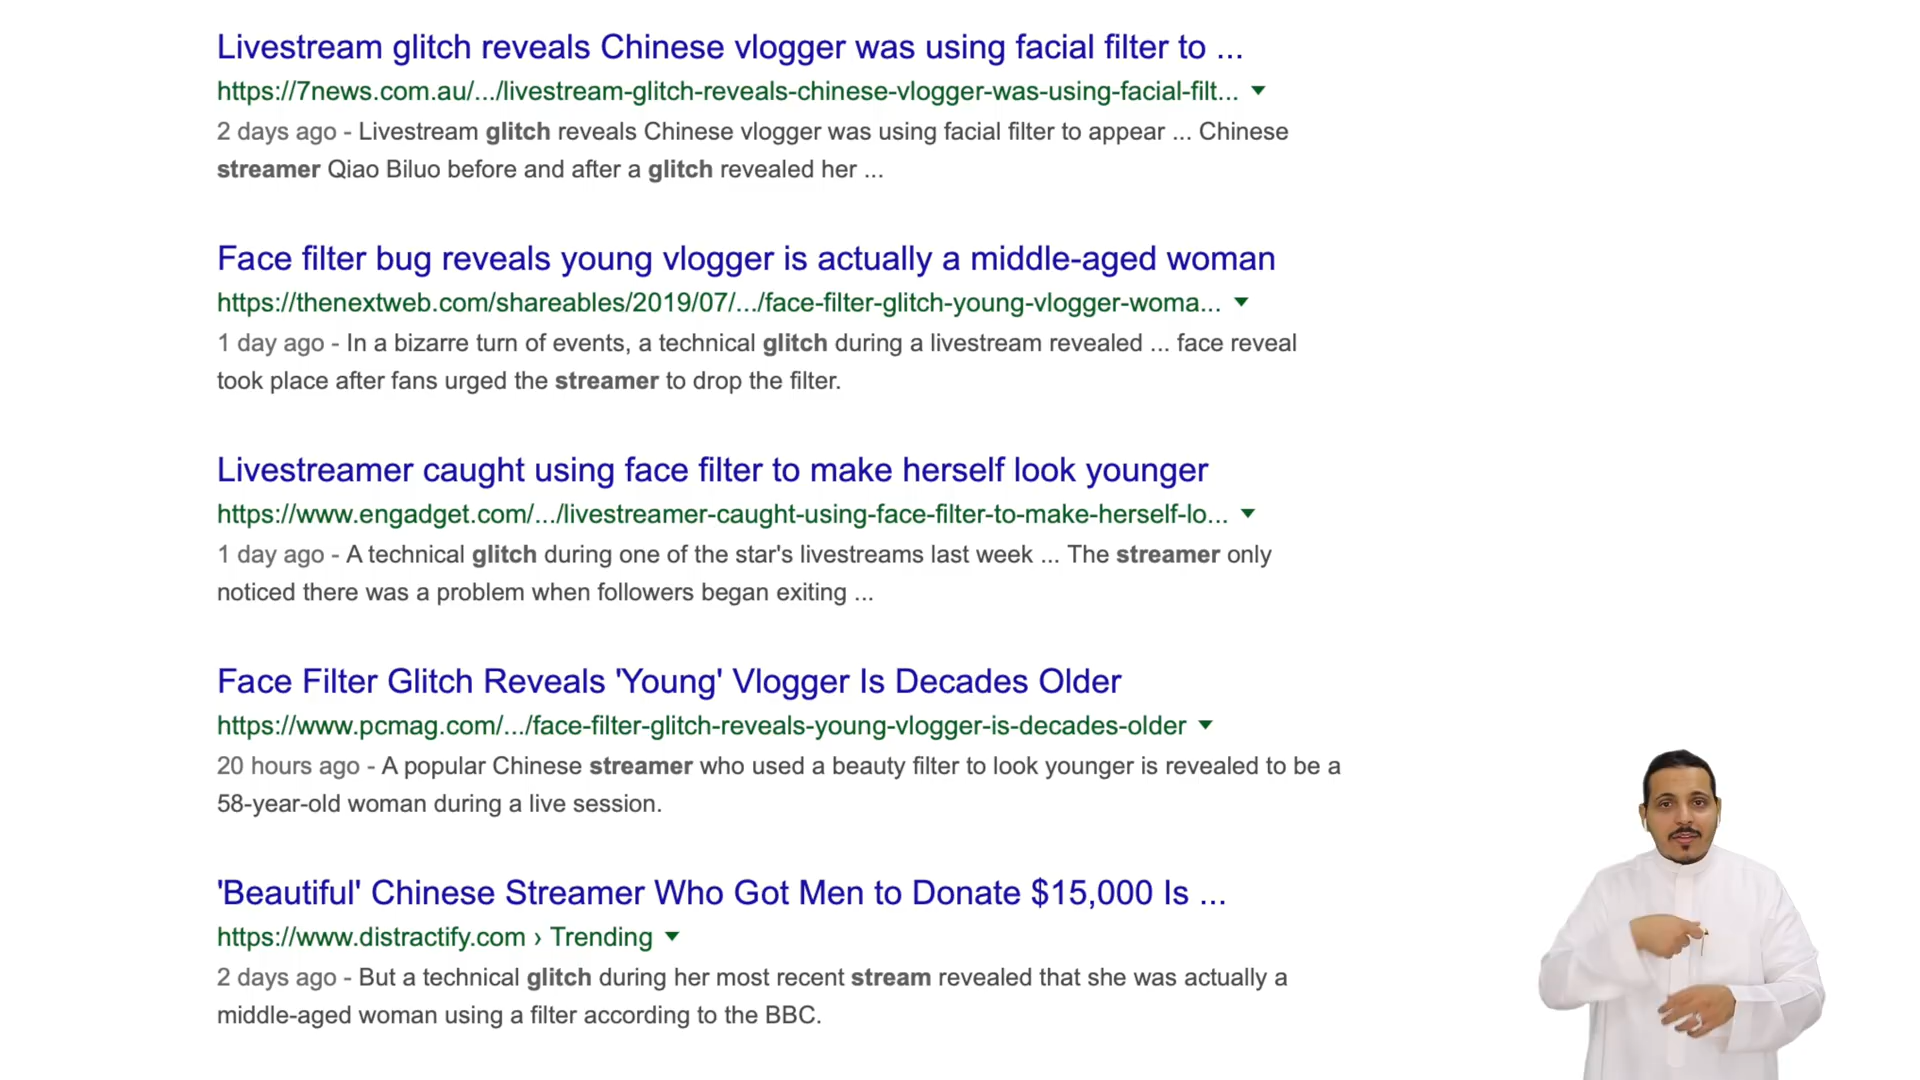 Livestream glitch reveals Chinese vlogger was using facial filter to ...
https://7news.com.au/.../livestream-glitch-reveals-chinese-vlogger-was-using-facial-filt...
2 days ago - Livestream glitch reveals Chinese vlogger was using facial filter to appear ... Chinese
streamer Qiao Biluo before and after a glitch revealed her ...
Face filter bug reveals young vlogger is actually a middle-aged woman
https://thenextweb.com/shareables/2019/07/.../face-filter-glitch-young-vlogger-woma...
1 day ago - In a bizarre turn of events, a technical glitch during a livestream revealed ... face reveal
took place after fans urged the streamer to drop the filter.
Livestreamer caught using face filter to make herself look younger
https://www.engadget.com/.../livestreamer-caught-using-face-filter-to-make-herself-lo...
1 day ago - A technical glitch during one of the star's livestreams last week ... The streamer only
noticed there was a problem when followers began exiting ...
Face Filter Glitch Reveals 'Young' Vlogger Is Decades Older
https://www.pcmag.com/.../face-filter-glitch-reveals-young-vlogger-is-decades-older
20 hours ago - A popular Chinese streamer who used a beauty filter to look younger is revealed to be a
58-year-old woman during a live session.
'Beautiful' Chinese Streamer Who Got Men to Donate $15,000 Is ...
https://www.distractify.com › Trending
2 days ago - But a technical glitch during her most recent stream revealed that she was actually a
middle-aged woman using a filter according to the BBC.